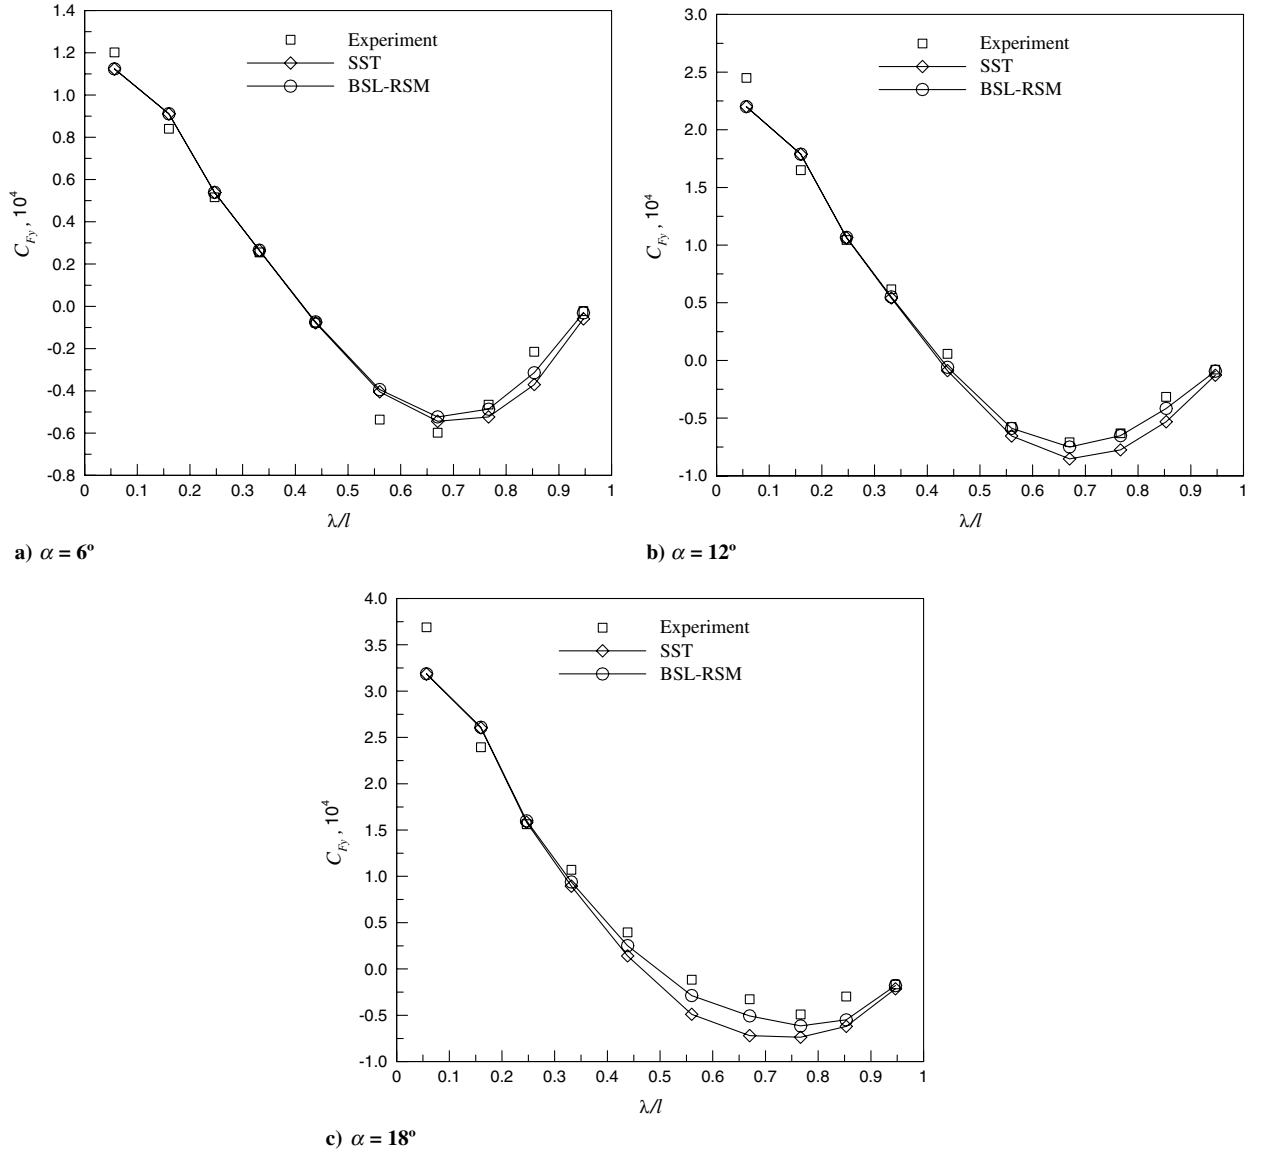 1.4
1.2
1.0
0.8
0.6
0.4
0.2
0.0
-0.2
-0.4
-0.6
-0.8
C_Fy, 10^4
Experiment
SST
BSL-RSM
0 0.1 0.2 0.3 0.4 0.5 0.6 0.7 0.8 0.9 1
λ/l
a) α = 6º
3.0
2.5
2.0
1.5
1.0
0.5
0.0
-0.5
-1.0
C_Fy, 10^4
Experiment
SST
BSL-RSM
0 0.1 0.2 0.3 0.4 0.5 0.6 0.7 0.8 0.9 1
λ/l
b) α = 12º
4.0
3.5
3.0
2.5
2.0
1.5
1.0
0.5
0.0
-0.5
-1.0
C_Fy, 10^4
Experiment
SST
BSL-RSM
0 0.1 0.2 0.3 0.4 0.5 0.6 0.7 0.8 0.9 1
λ/l
c) α = 18º